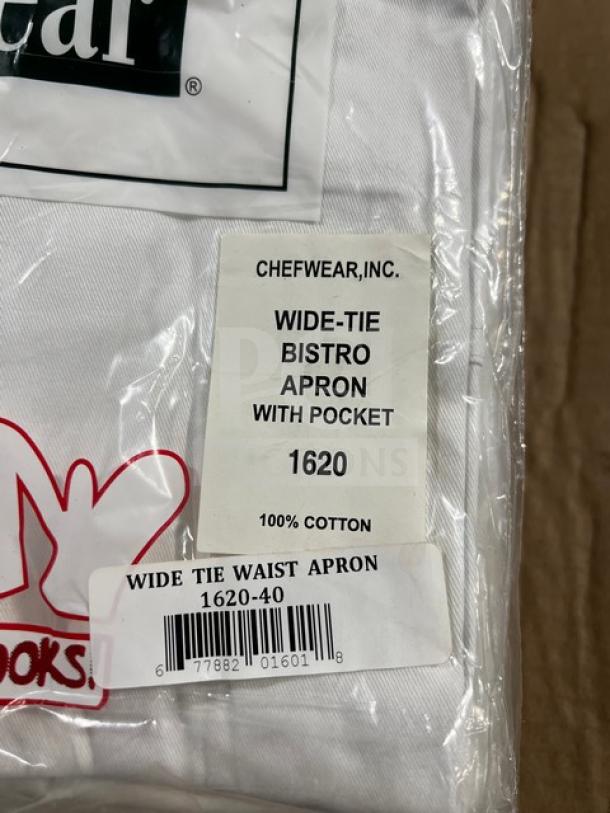 ear
®
CHEFWEAR,INC.
WIDE-TIE
BISTRO
APRON
WITH POCKET
1620
100% COTTON
WIDE TIE WAIST APRON
1620-40
6 77882 01601 8
OOKS!